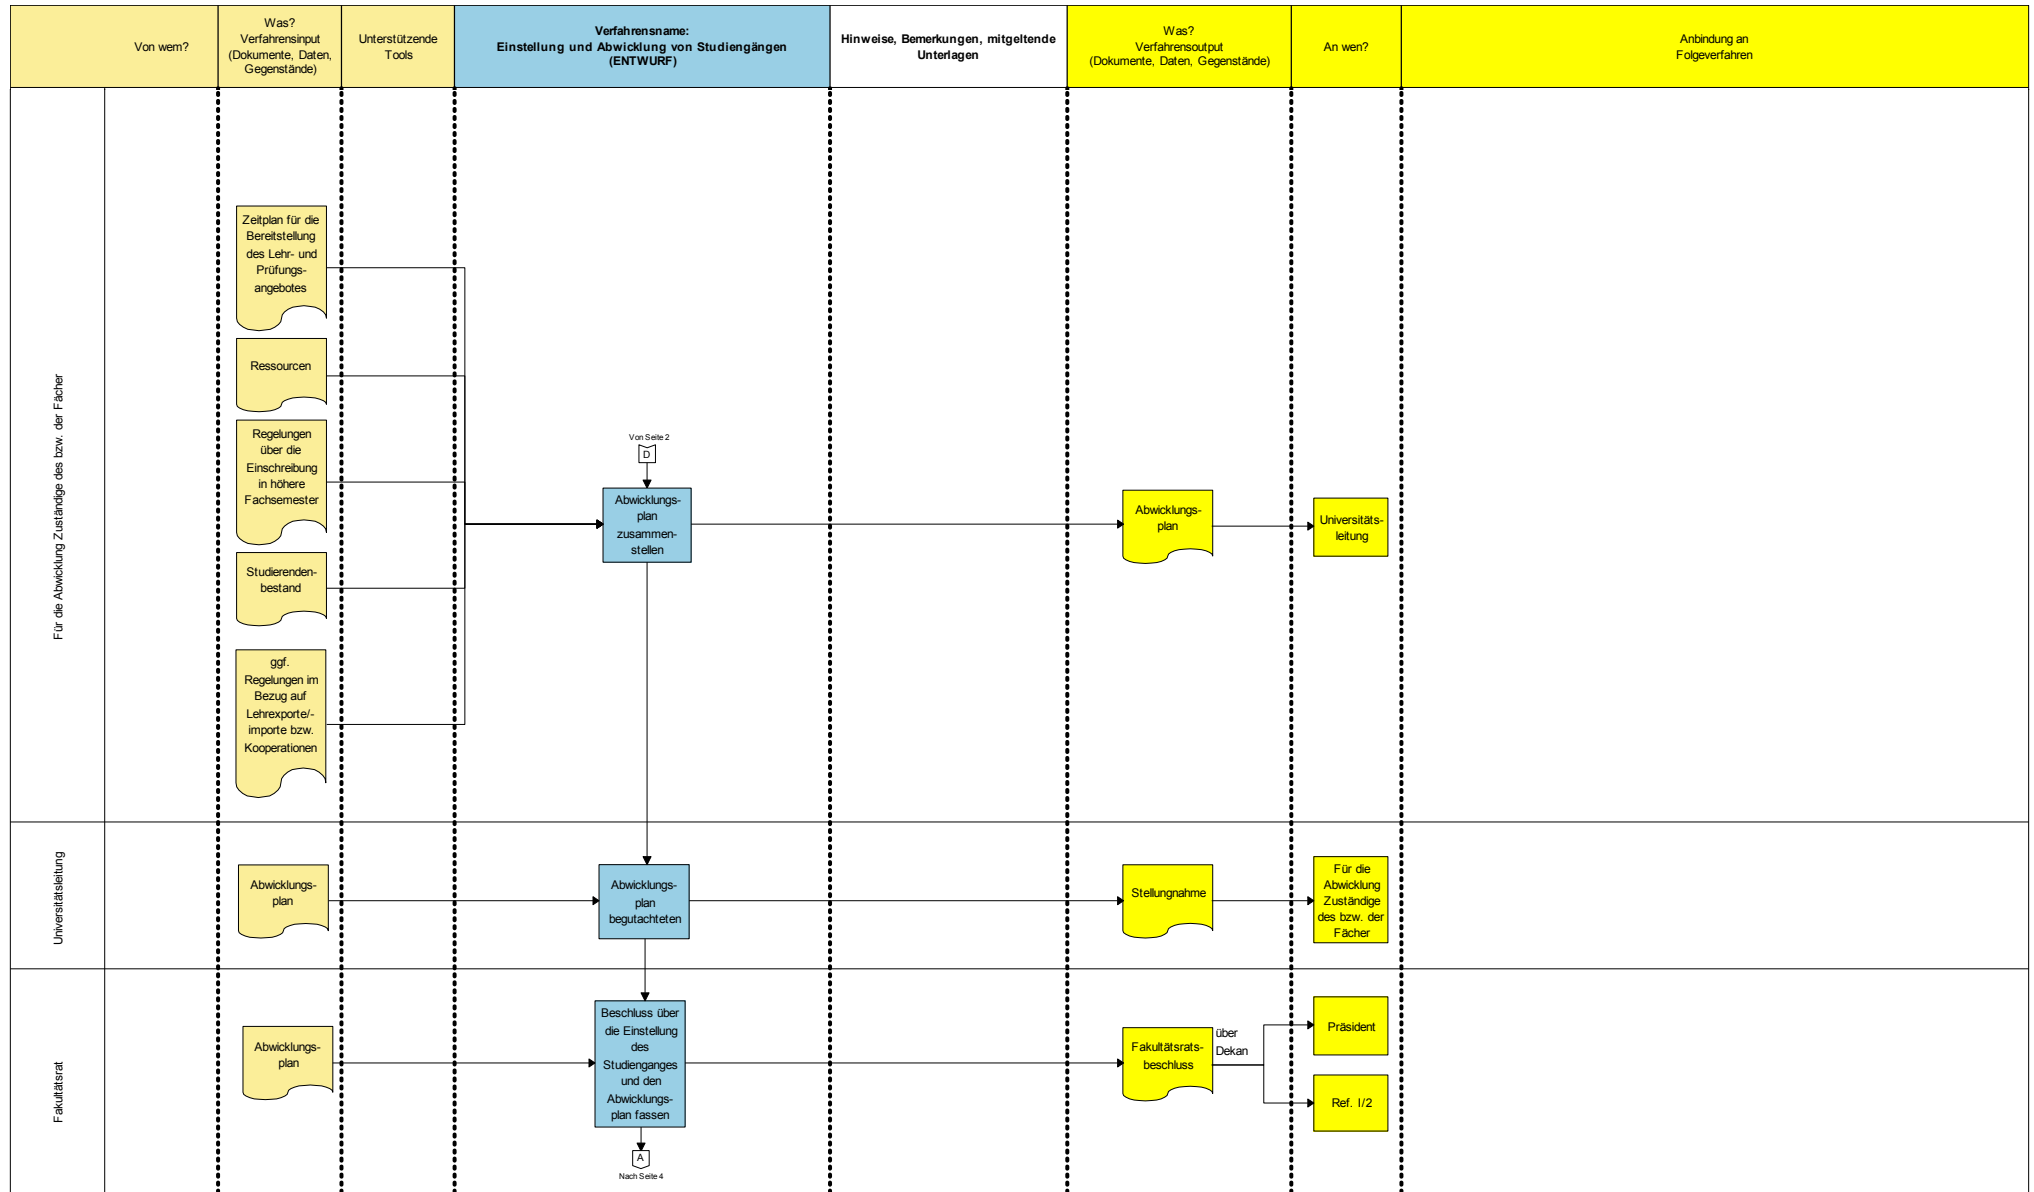 Von wem?
Was?
Verfahrensinput
(Dokumente, Daten,
Gegenstände)
Unterstützende
Tools
Verfahrensname:
Einstellung und Abwicklung von Studiengängen
(ENTWURF)
Hinweise, Bemerkungen, mitgeltende
Unterlagen
Was?
Verfahrensoutput
(Dokumente, Daten, Gegenstände)
An wen?
Anbindung an
Folgeverfahren
Für die Abwicklung Zuständige des bzw. der Fächer
Zeitplan für die
Bereitstellung
des Lehr- und
Prüfungs-
angebotes
Ressourcen
Regelungen
über die
Einschreibung
in höhere
Fachsemester
Studierenden-
bestand
ggf.
Regelungen im
Bezug auf
Lehrexporte/-
importe bzw.
Kooperationen
Von Seite 2
D
Abwicklungs-
plan
zusammen-
stellen
Abwicklungs-
plan
Universitäts-
leitung
Universitätsleitung
Abwicklungs-
plan
Abwicklungs-
plan
begutachteten
Stellungnahme
Für die
Abwicklung
Zuständige
des bzw. der
Fächer
Fakultätsrat
Abwicklungs-
plan
Beschluss über
die Einstellung
des
Studienganges
und den
Abwicklungs-
plan fassen
A
Nach Seite 4
Fakultätsrats-
beschluss
über
Dekan
Präsident
Ref. I/2